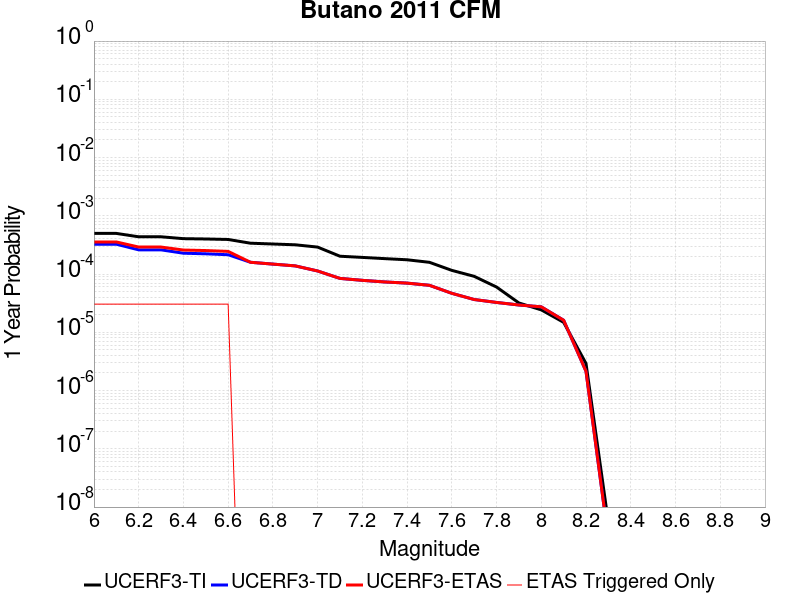 Butano 2011 CFM
10^0
10^-1
10^-2
10^-3
10^-4
10^-5
10^-6
10^-7
10^-8
1 Year Probability
6 6.2 6.4 6.6 6.8 7 7.2 7.4 7.6 7.8 8 8.2 8.4 8.6 8.8 9
Magnitude
UCERF3-TI UCERF3-TD UCERF3-ETAS ETAS Triggered Only